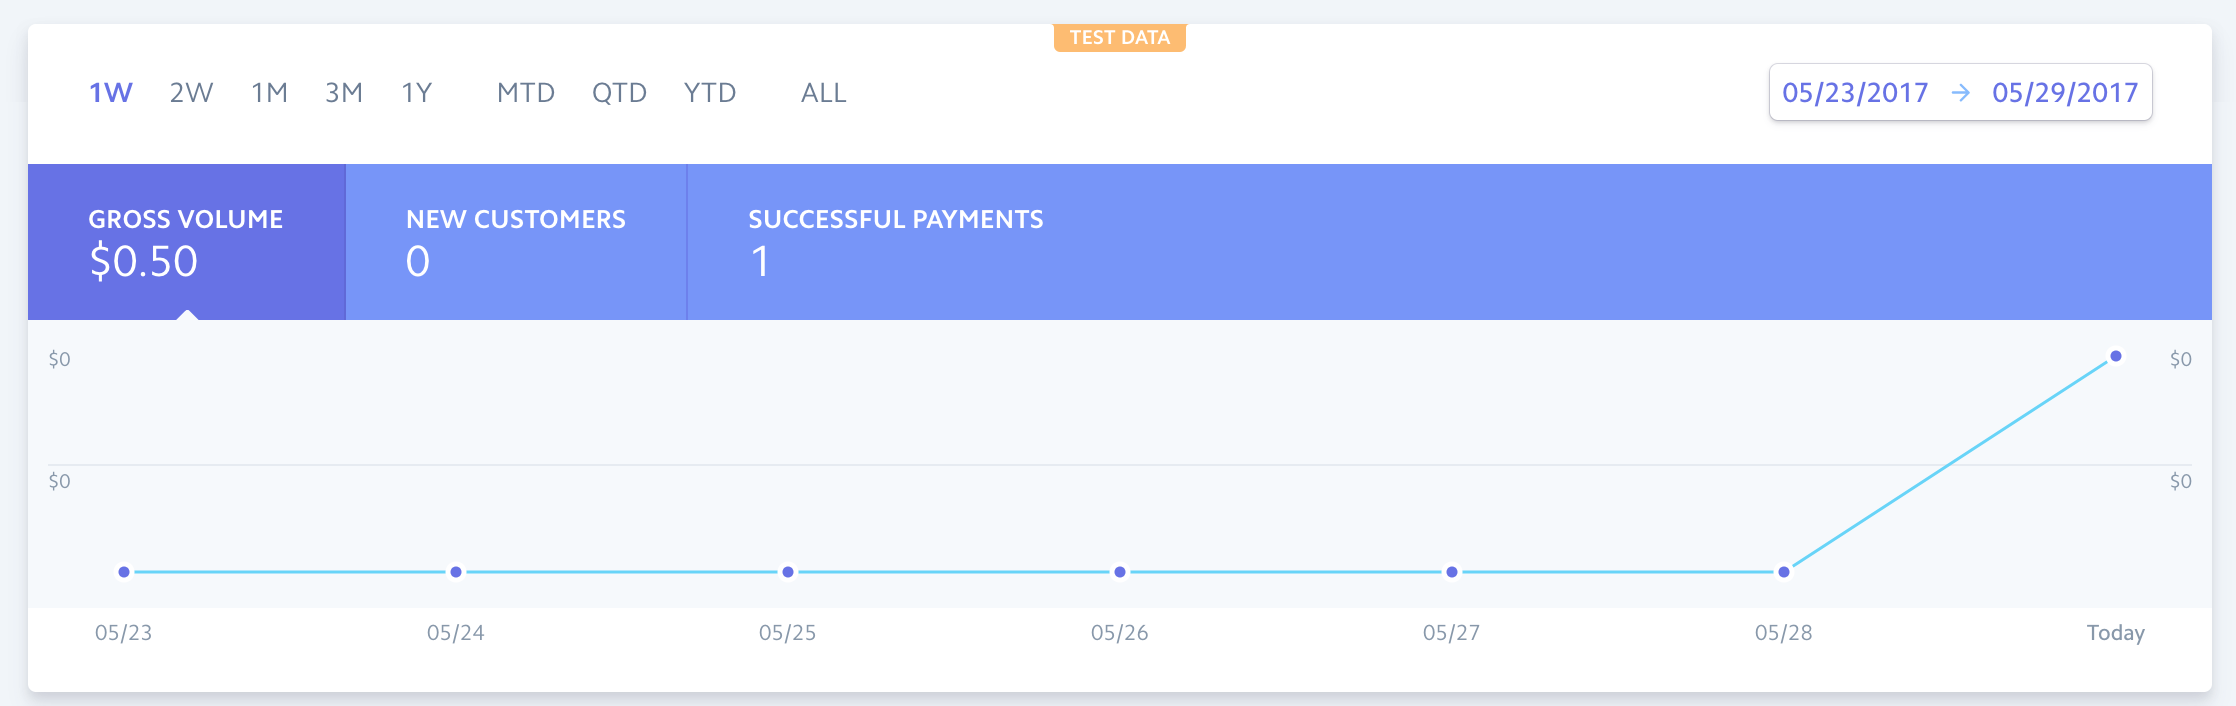 TEST DATA
1W 2W 1M 3M 1Y MTD QTD YTD ALL 05/23/2017 → 05/29/2017
GROSS VOLUME NEW CUSTOMERS SUCCESSFUL PAYMENTS
$0.50 0 1
$0 $0
$0 $0
05/23 05/24 05/25 05/26 05/27 05/28 Today